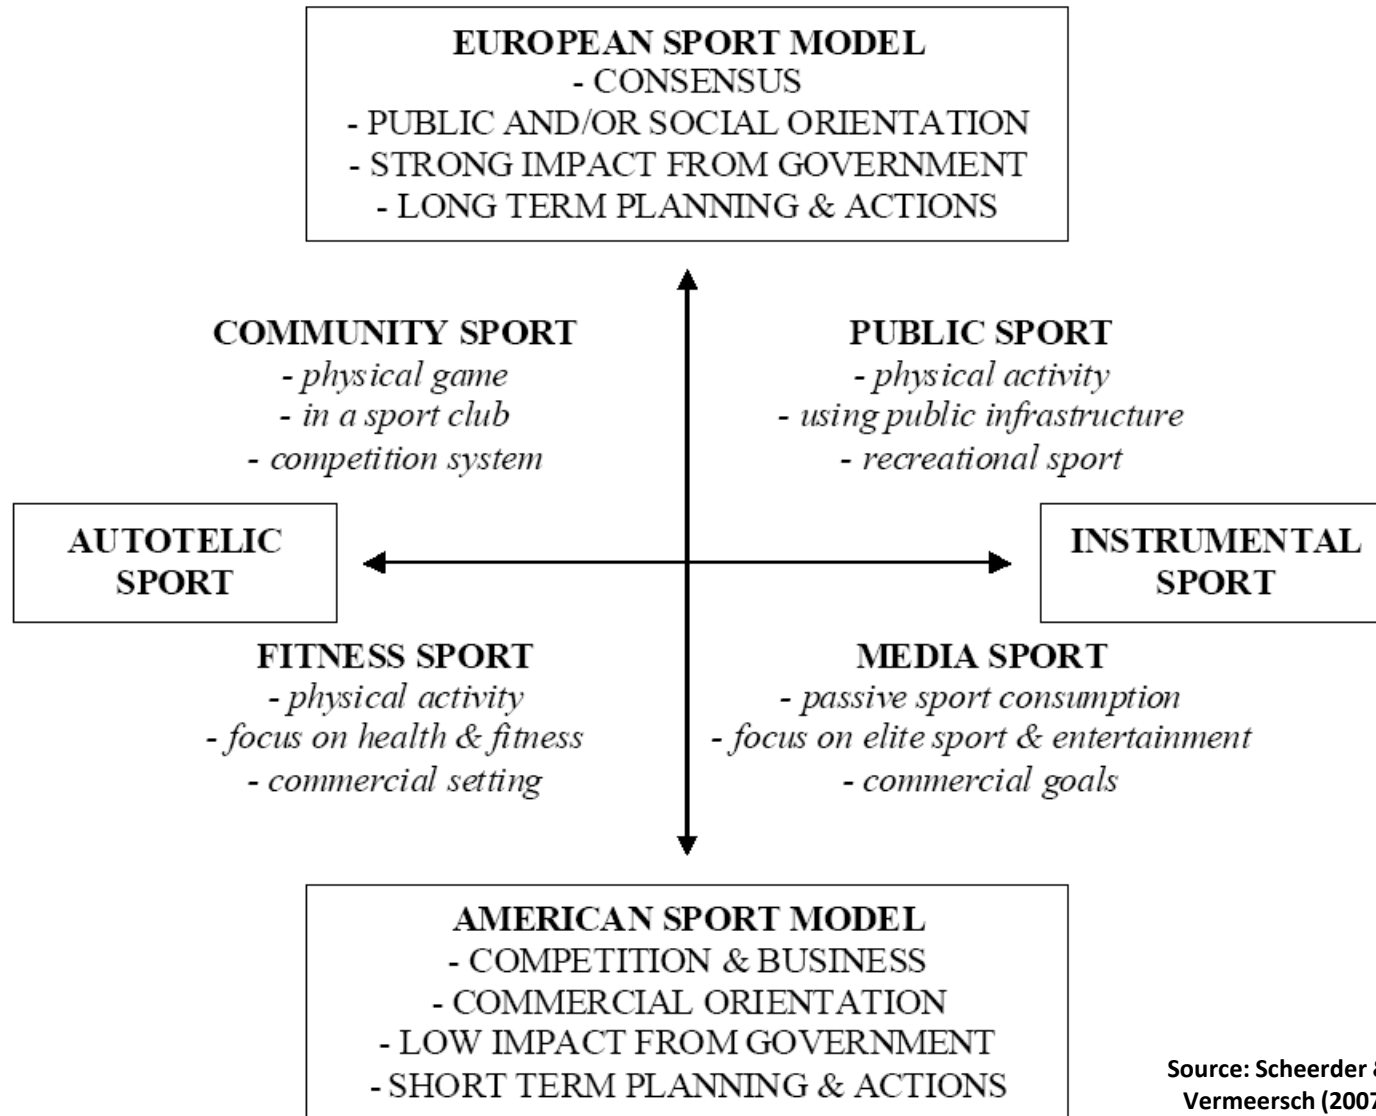 EUROPEAN SPORT MODEL
- CONSENSUS
- PUBLIC AND/OR SOCIAL ORIENTATION
- STRONG IMPACT FROM GOVERNMENT
- LONG TERM PLANNING & ACTIONS
COMMUNITY SPORT
- physical game
- in a sport club
- competition system
PUBLIC SPORT
- physical activity
- using public infrastructure
- recreational sport
AUTOTELIC
SPORT
INSTRUMENTAL
SPORT
FITNESS SPORT
- physical activity
- focus on health & fitness
- commercial setting
MEDIA SPORT
- passive sport consumption
- focus on elite sport & entertainment
- commercial goals
AMERICAN SPORT MODEL
- COMPETITION & BUSINESS
- COMMERCIAL ORIENTATION
- LOW IMPACT FROM GOVERNMENT
- SHORT TERM PLANNING & ACTIONS
Source: Scheerder &
Vermeersch (2007